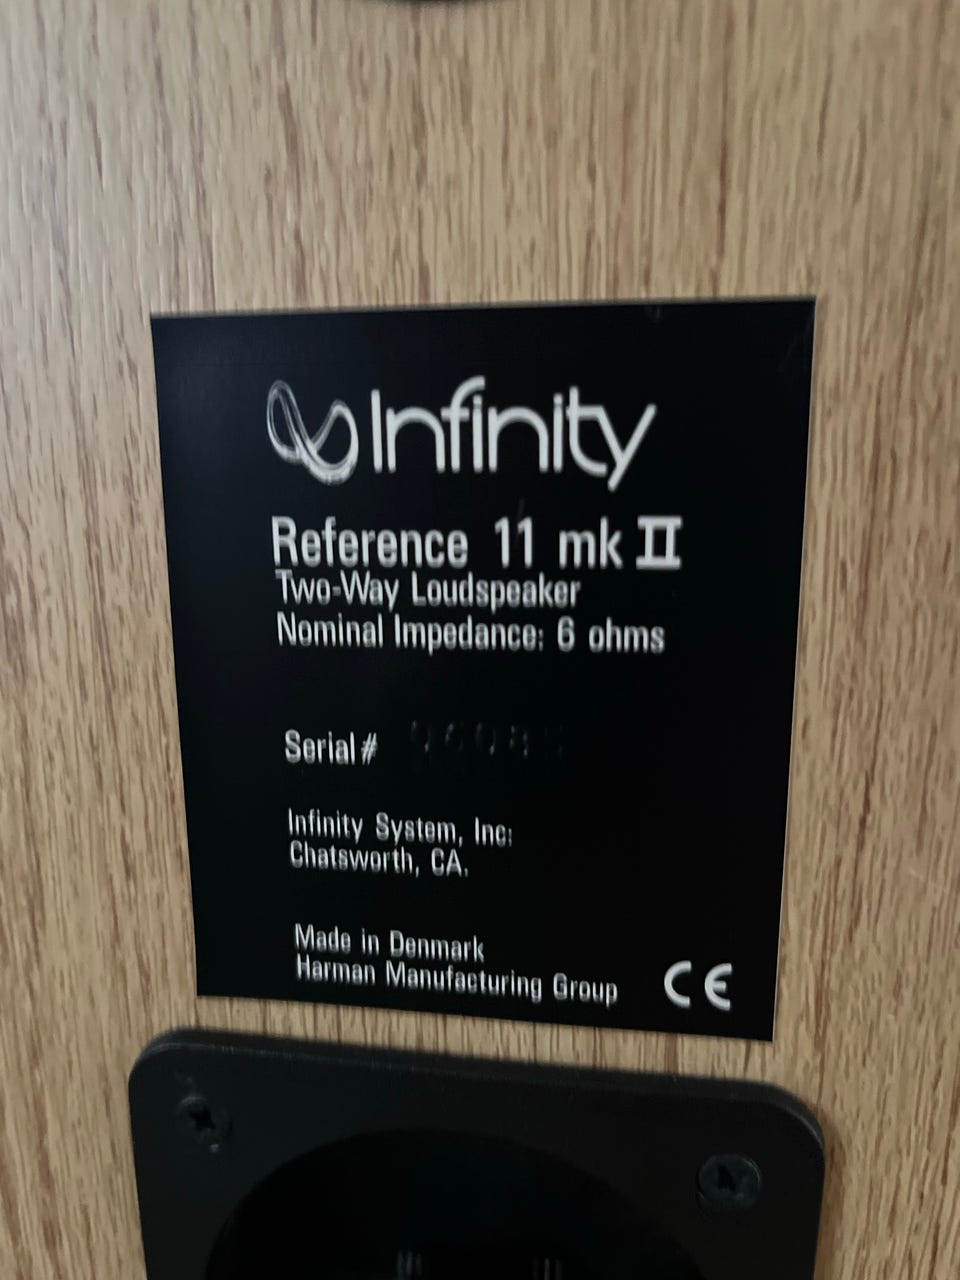 Infinity
Reference 11 mk II
Two-Way Loudspeaker
Nominal Impedance: 6 ohms
Serial#
Infinity System, Inc:
Chatsworth, CA.
Made in Denmark
Harman Manufacturing Group
CE